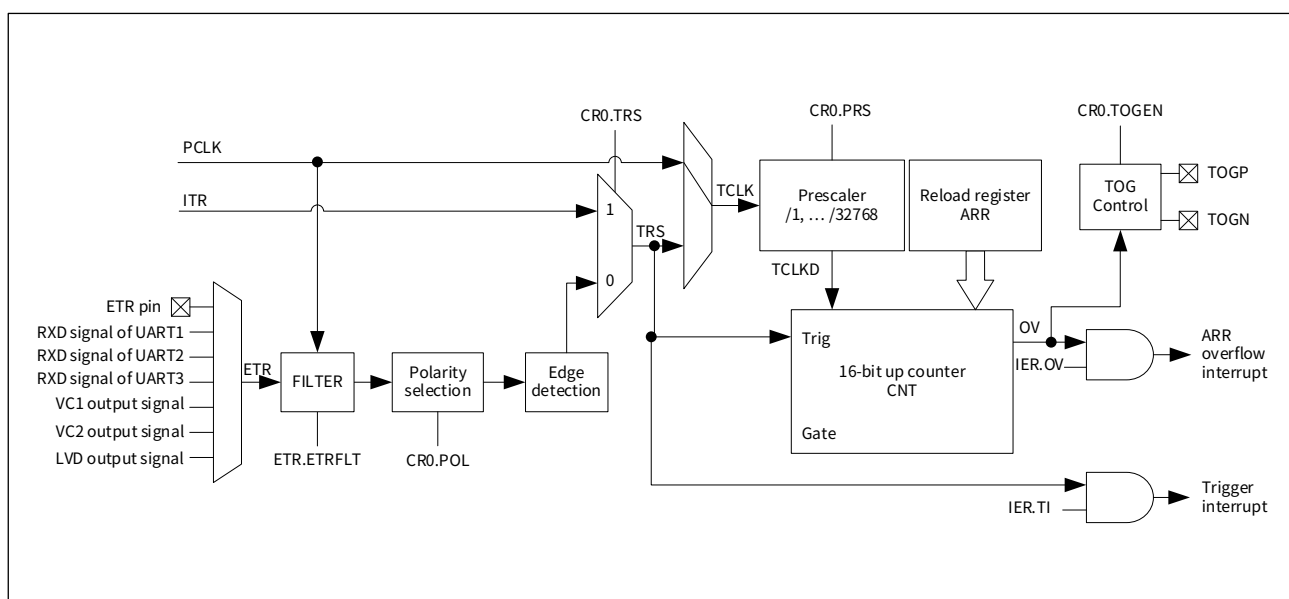 CR0.TRS
CR0.PRS
CR0.TOGEN
PCLK
ITR
1
0
TRS
TCLK
Prescaler
/1, … /32768
Reload register
ARR
TOG
Control
TOGP
TOGN
TCLKD
ETR pin
RXD signal of UART1
RXD signal of UART2
RXD signal of UART3
VC1 output signal
VC2 output signal
LVD output signal
ETR
FILTER
ETR.ETRFLT
Polarity
selection
CR0.POL
Edge
detection
Trig
16-bit up counter
CNT
Gate
OV
IER.OV
ARR
overflow
interrupt
IER.TI
Trigger
interrupt